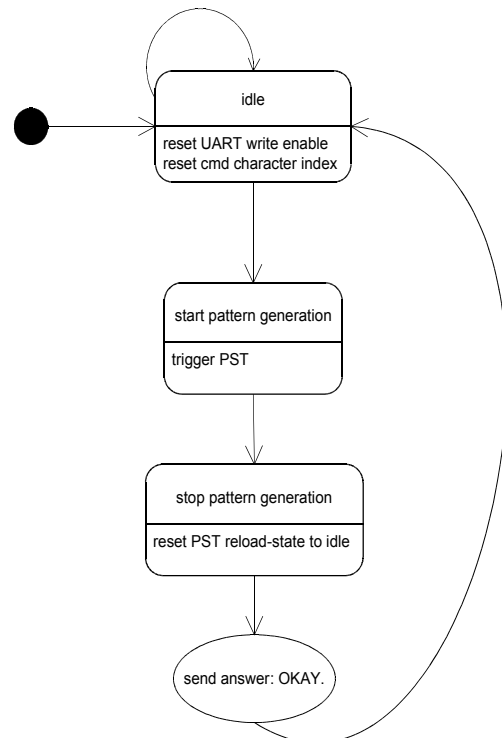 idle
reset UART write enable
reset cmd character index
start pattern generation
trigger PST
stop pattern generation
reset PST reload-state to idle
send answer: OKAY.